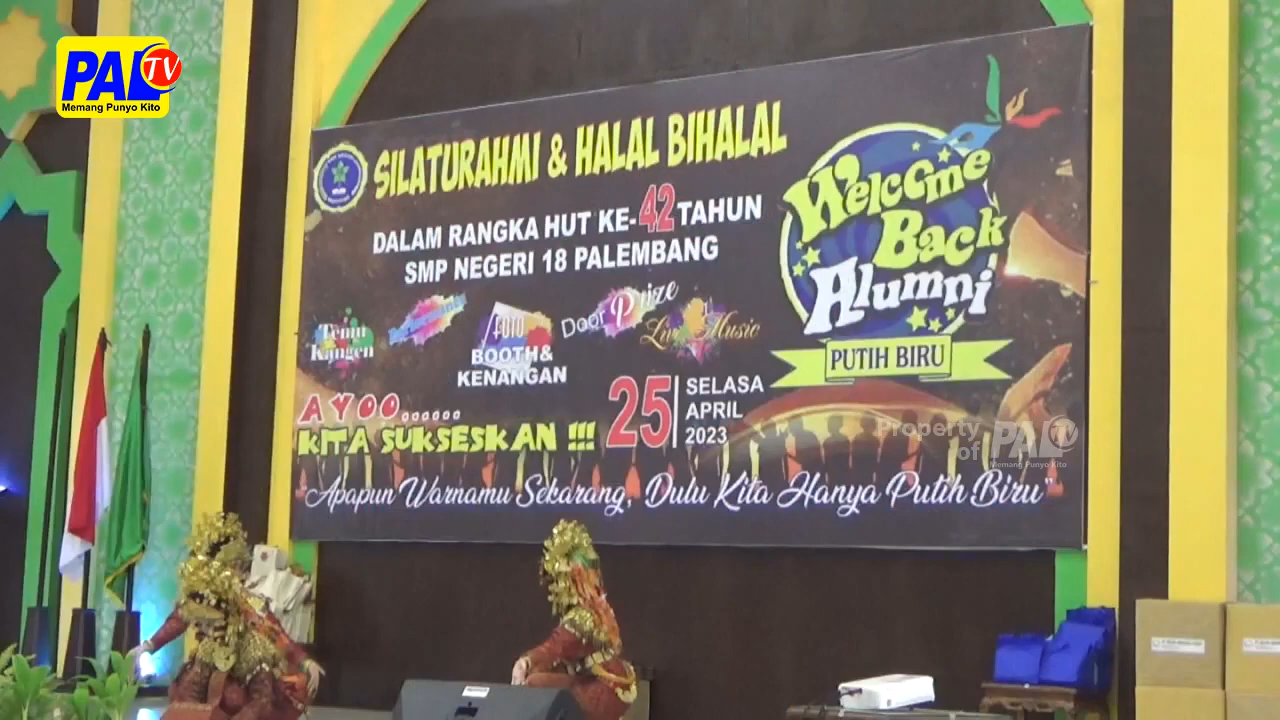 PAL TV
Memang Punyo Kito
SILATURAHMI & HALAL BIHALAL
DALAM RANGKA HUT KE-42 TAHUN
SMP NEGERI 18 PALEMBANG
Welcome
Back
Alumni
PUTIH BIRU
Temu
Kangen
FOTO
BOOTH&
KENANGAN
Door Prize
Live Music
AYOO......
KITA SUKSESKAN !!!
25
SELASA
APRIL
2023
Property
of PAL TV
Memang Punyo Kito
"Apapun Warnamu Sekarang, Dulu Kita Hanya Putih Biru"